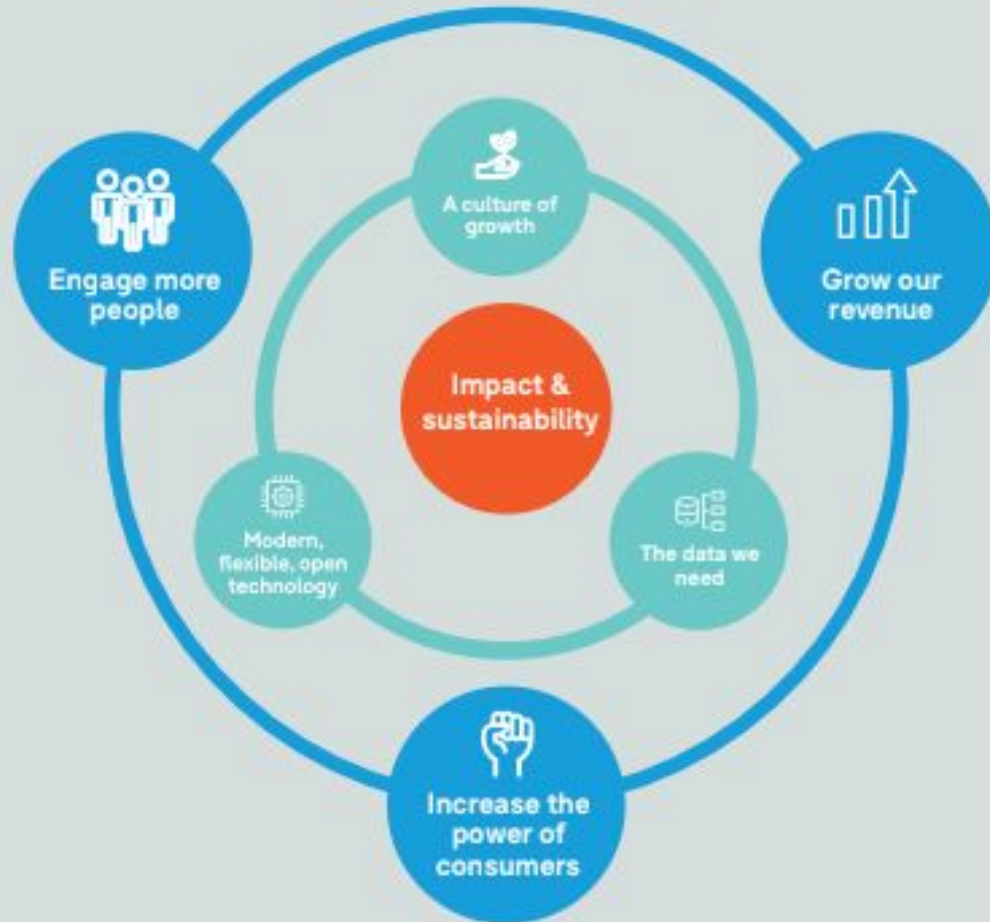 A culture of
growth
Engage more
people
Grow our
revenue
Impact &
sustainability
Modern,
flexible, open
technology
The data we
need
Increase the
power of
consumers